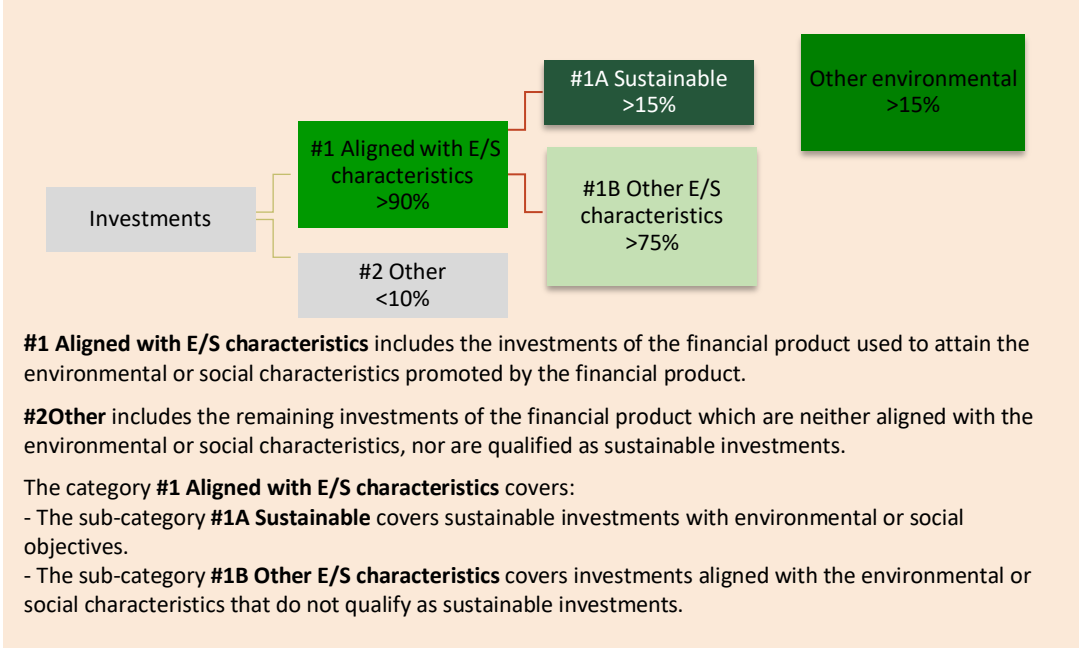 #1A Sustainable
>15%
Other environmental
>15%
#1 Aligned with E/S
characteristics
>90%
#1B Other E/S
characteristics
>75%
Investments
#2 Other
<10%
#1 Aligned with E/S characteristics includes the investments of the financial product used to attain the
environmental or social characteristics promoted by the financial product.
#2Other includes the remaining investments of the financial product which are neither aligned with the
environmental or social characteristics, nor are qualified as sustainable investments.
The category #1 Aligned with E/S characteristics covers:
- The sub-category #1A Sustainable covers sustainable investments with environmental or social
objectives.
- The sub-category #1B Other E/S characteristics covers investments aligned with the environmental or
social characteristics that do not qualify as sustainable investments.